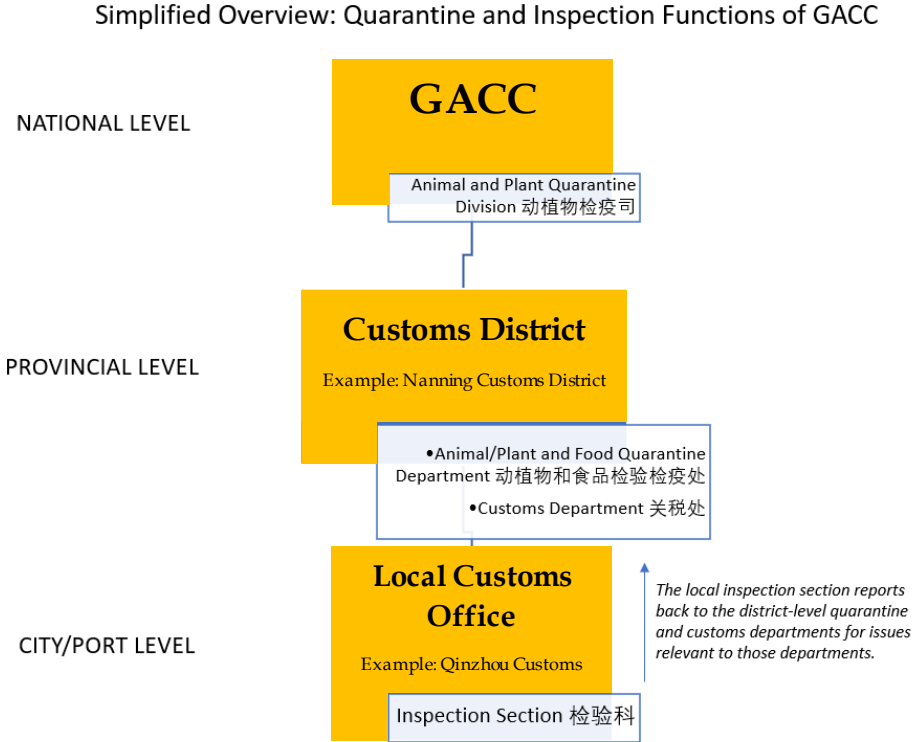 Simplified Overview: Quarantine and Inspection Functions of GACC
NATIONAL LEVEL
GACC
Animal and Plant Quarantine
Division 动植物检疫司
PROVINCIAL LEVEL
Customs District
Example: Nanning Customs District
•Animal/Plant and Food Quarantine
Department 动植物和食品检验检疫处
•Customs Department 关税处
CITY/PORT LEVEL
Local Customs
Office
Example: Qinzhou Customs
Inspection Section 检验科
The local inspection section reports
back to the district-level quarantine
and customs departments for issues
relevant to those departments.